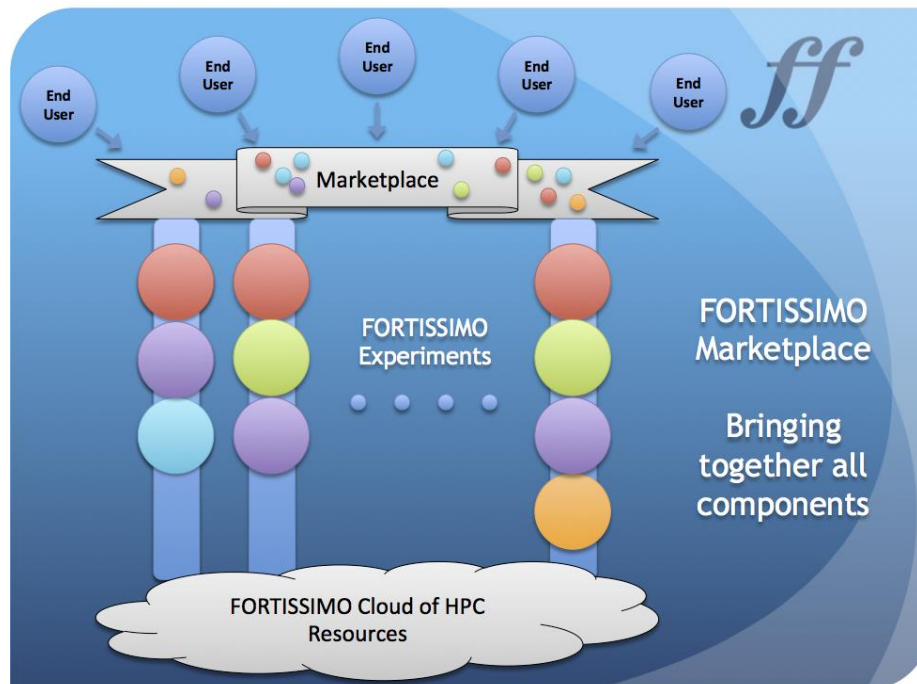 End
User
End
User
End
User
End
User
End
User
ff
Marketplace
FORTISSIMO
Experiments
FORTISSIMO
Marketplace
Bringing
together all
components
FORTISSIMO Cloud of HPC
Resources